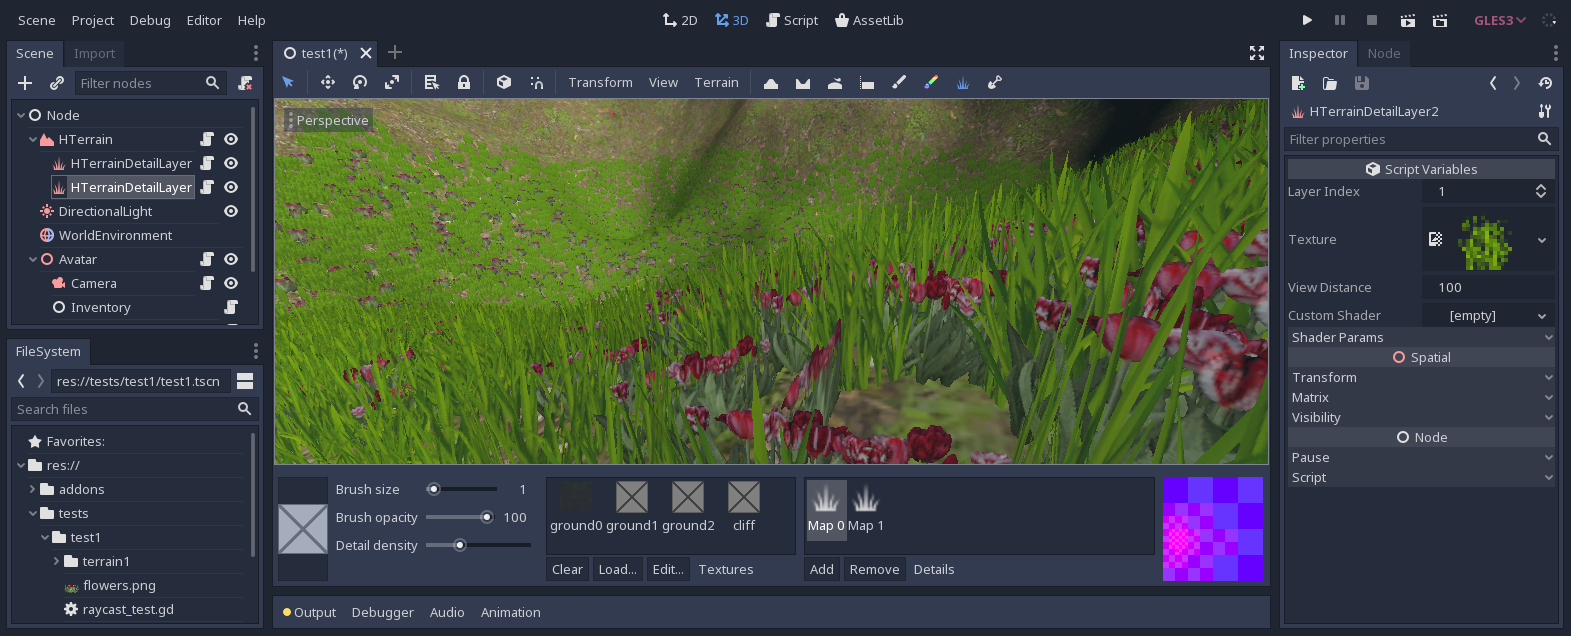 Scene Project Debug Editor Help
2D 3D Script AssetLib
GLES3
Scene Import
Filter nodes
Node
HTerrain
HTerrainDetailLayer
HTerrainDetailLayer
DirectionalLight
WorldEnvironment
Avatar
Camera
Inventory
FileSystem
res://tests/test1/test1.tscn
Search files
Favorites:
res://
addons
tests
test1
terrain1
flowers.png
raycast_test.gd
test1(*)
Transform View Terrain
Perspective
Brush size 1
Brush opacity 100
Detail density
ground0 ground1 ground2 cliff
Clear Load... Edit... Textures
Map 0 Map 1
Add Remove Details
Output Debugger Audio Animation
Inspector Node
HTerrainDetailLayer2
Filter properties
Script Variables
Layer Index 1
Texture
View Distance 100
Custom Shader [empty]
Shader Params
Spatial
Transform
Matrix
Visibility
Node
Pause
Script